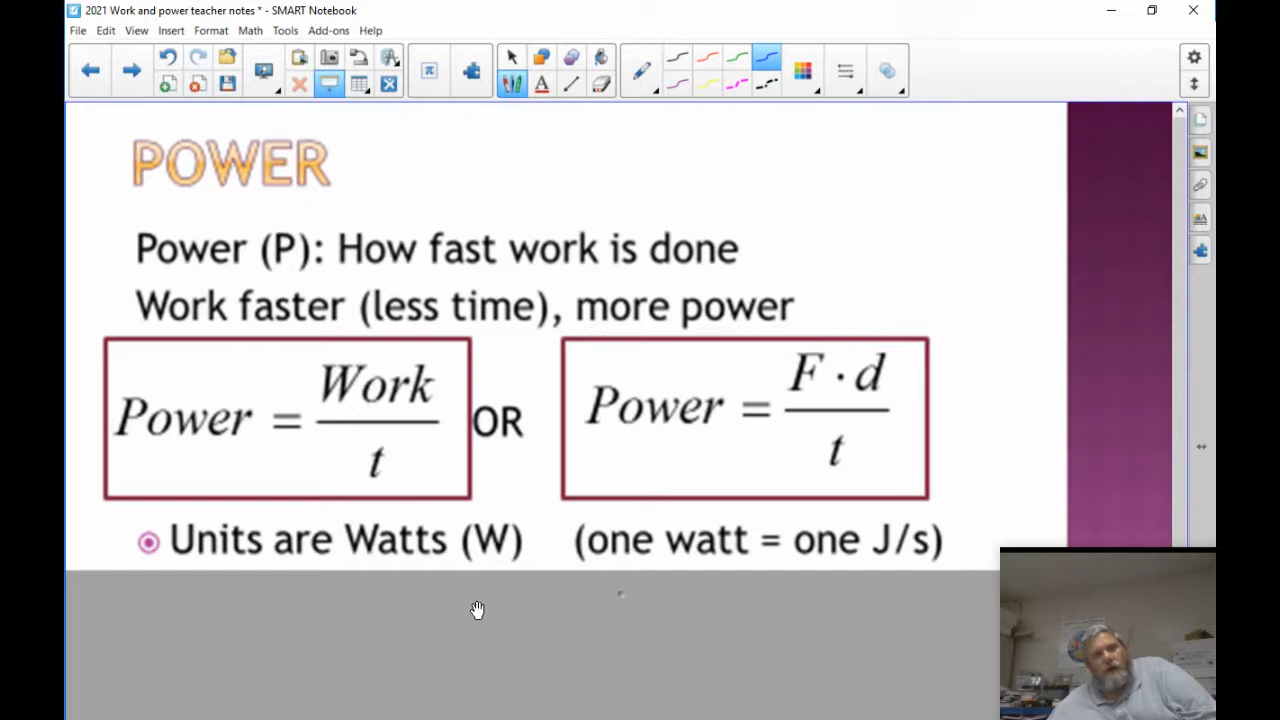 2021 Work and power teacher notes * - SMART Notebook
File Edit View Insert Format Math Tools Add-ons Help
POWER
Power (P): How fast work is done
Work faster (less time), more power
Power = Work / t OR Power = F · d / t
Units are Watts (W) (one watt = one J/s)